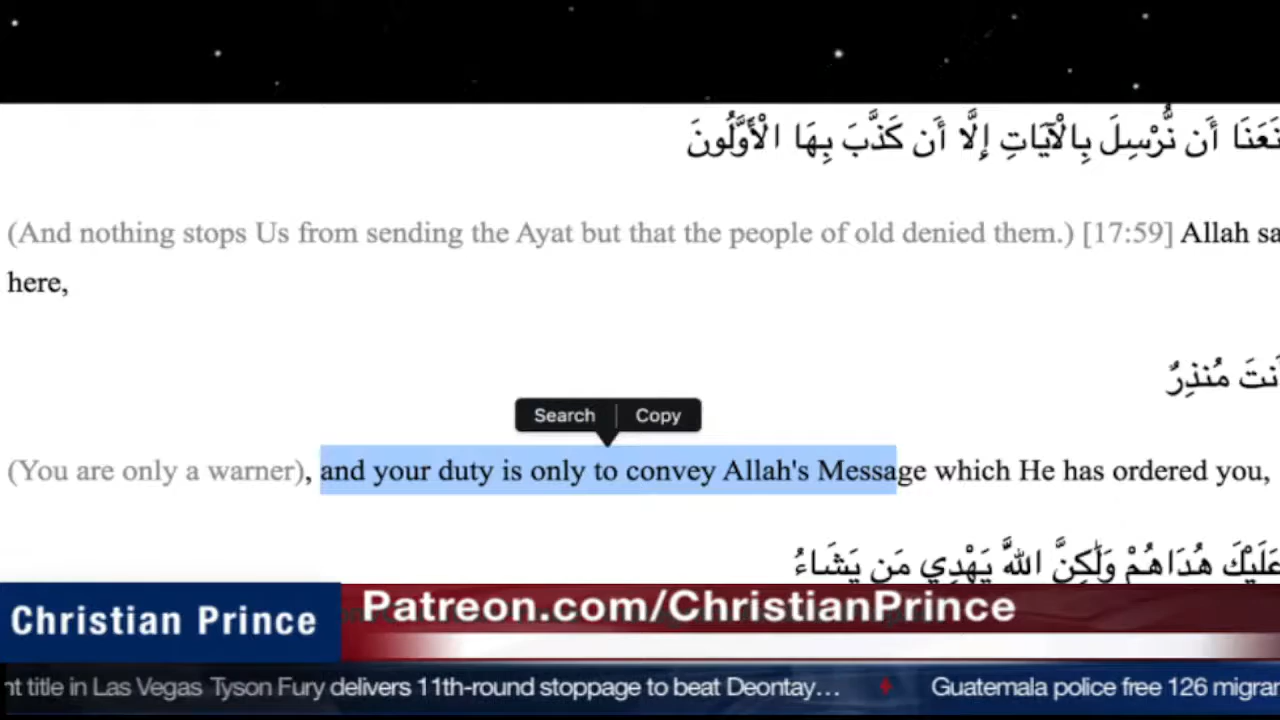 نَعَنَا أَن نُّرْسِلَ بِالْآيَاتِ إِلَّا أَن كَذَّبَ بِهَا الْأَوَّلُونَ
(And nothing stops Us from sending the Ayat but that the people of old denied them.) [17:59] Allah sa
here,
أَنتَ مُنذِرٌ
Search Copy
(You are only a warner), and your duty is only to convey Allah's Message which He has ordered you,
عَلَيْكَ هُدَاهُمْ وَلَٰكِنَّ اللَّهَ يَهْدِي مَن يَشَاءُ
Christian Prince
Patreon.com/ChristianPrince
nt title in Las Vegas Tyson Fury delivers 11th-round stoppage to beat Deontay… Guatemala police free 126 migrar